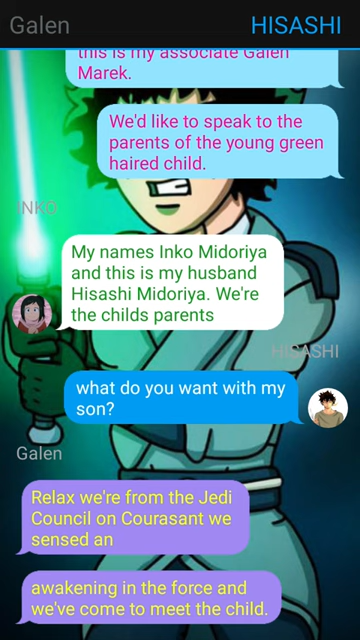 Galen HISASHI
this is my associate Galen
Marek.
We'd like to speak to the
parents of the young green
haired child.
INKO
My names Inko Midoriya
and this is my husband
Hisashi Midoriya. We're
the childs parents
HISASHI
what do you want with my
son?
Galen
Relax we're from the Jedi
Council on Courasant we
sensed an
awakening in the force and
we've come to meet the child.